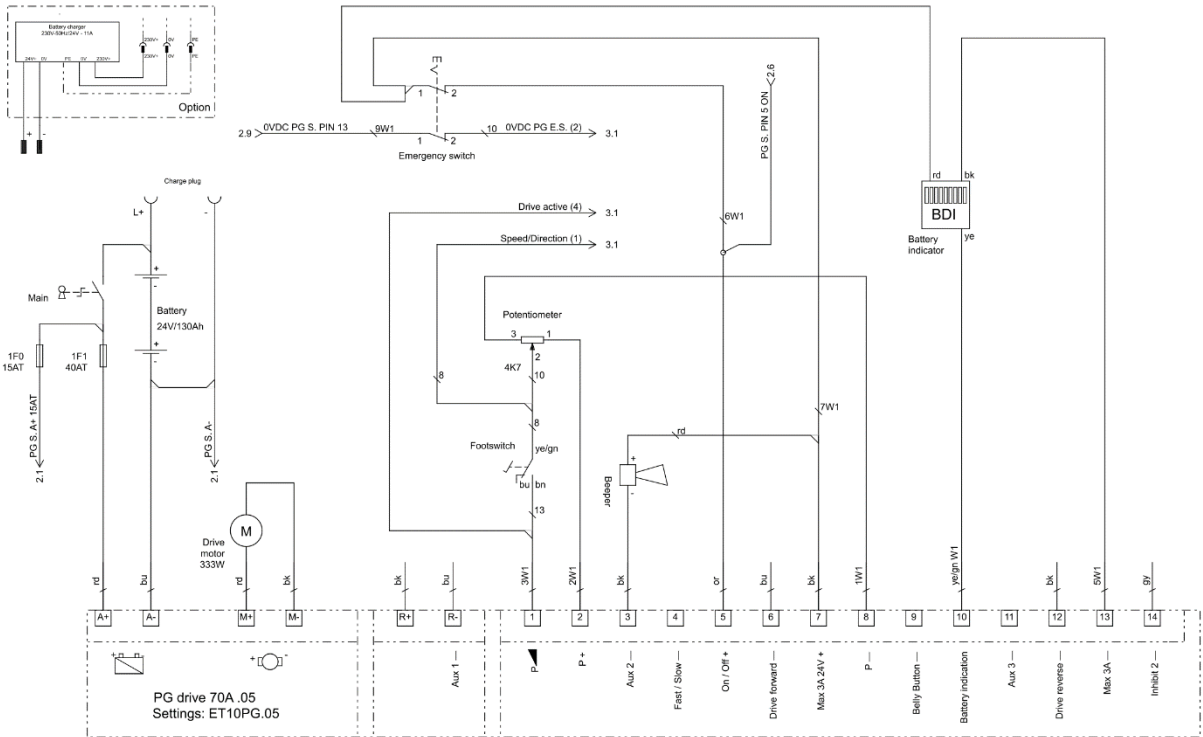 Battery charger
230V-50Hz/24V - 11A
24V+ 0V PE 0V 230V+
230V+ 0V PE
230V+ 0V PE
Option
+ -
E
1 2
2.9 0VDC PG S. PIN 13 9W1 1 2 10 0VDC PG E.S. (2) 3.1
Emergency switch
2.6
PG S. PIN 5 ON
rd bk
BDI
ye
Battery
indicator
Charge plug
L+ -
Drive active (4) 3.1
Speed/Direction (1) 3.1
6W1
Main
+
-
Battery
24V/130Ah
+
-
1F0
15AT
1F1
40AT
PG S. A+ 15AT
2.1
PG S. A-
2.1
Potentiometer
3 1
2
4K7
10
8
8
Footswitch
ye/gn
bu bn
13
7W1
rd
+
-
Beeper
M
Drive
motor
333W
rd bu rd bk bk bu 3W1 2W1 bk or bu bk 1W1 ye/gn W1 bk 5W1 gy
A+ A- M+ M- R+ R- 1 2 3 4 5 6 7 8 9 10 11 12 13 14
+ -
Aux 1 —
P
P +
Aux 2 —
Fast / Slow —
On / Off +
Drive forward —
Max 3A 24V +
P —
Belly Button —
Battery indication —
Aux 3 —
Drive reverse —
Max 3A —
Inhibit 2 —
PG drive 70A .05
Settings: ET10PG.05